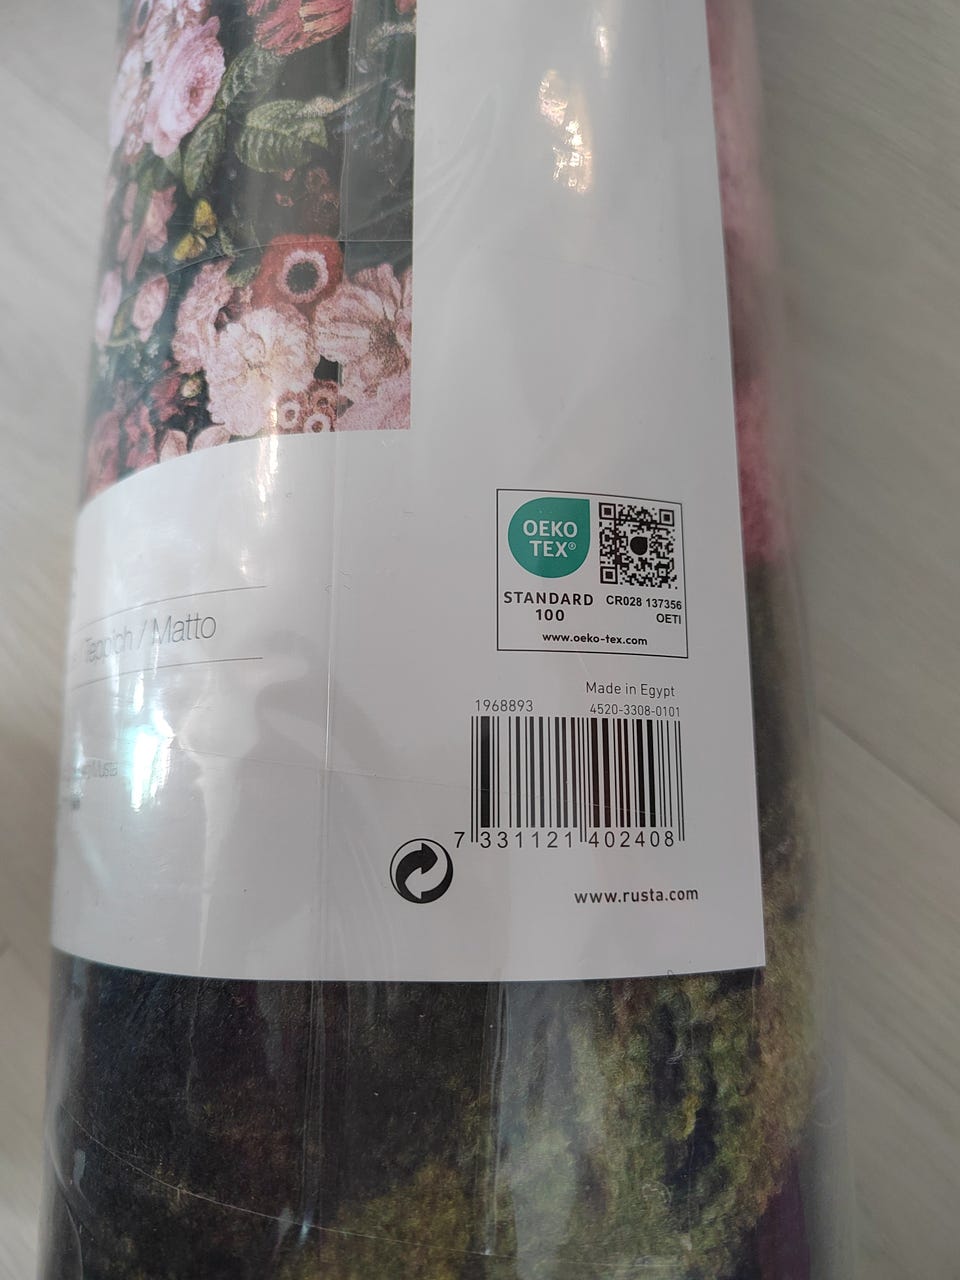 OEKO
TEX®
STANDARD
100
CR028 137356
OETI
www.oeko-tex.com
Teppich / Matto
Made in Egypt
1968893
4520-3308-0101
7 331121 402408
www.rusta.com